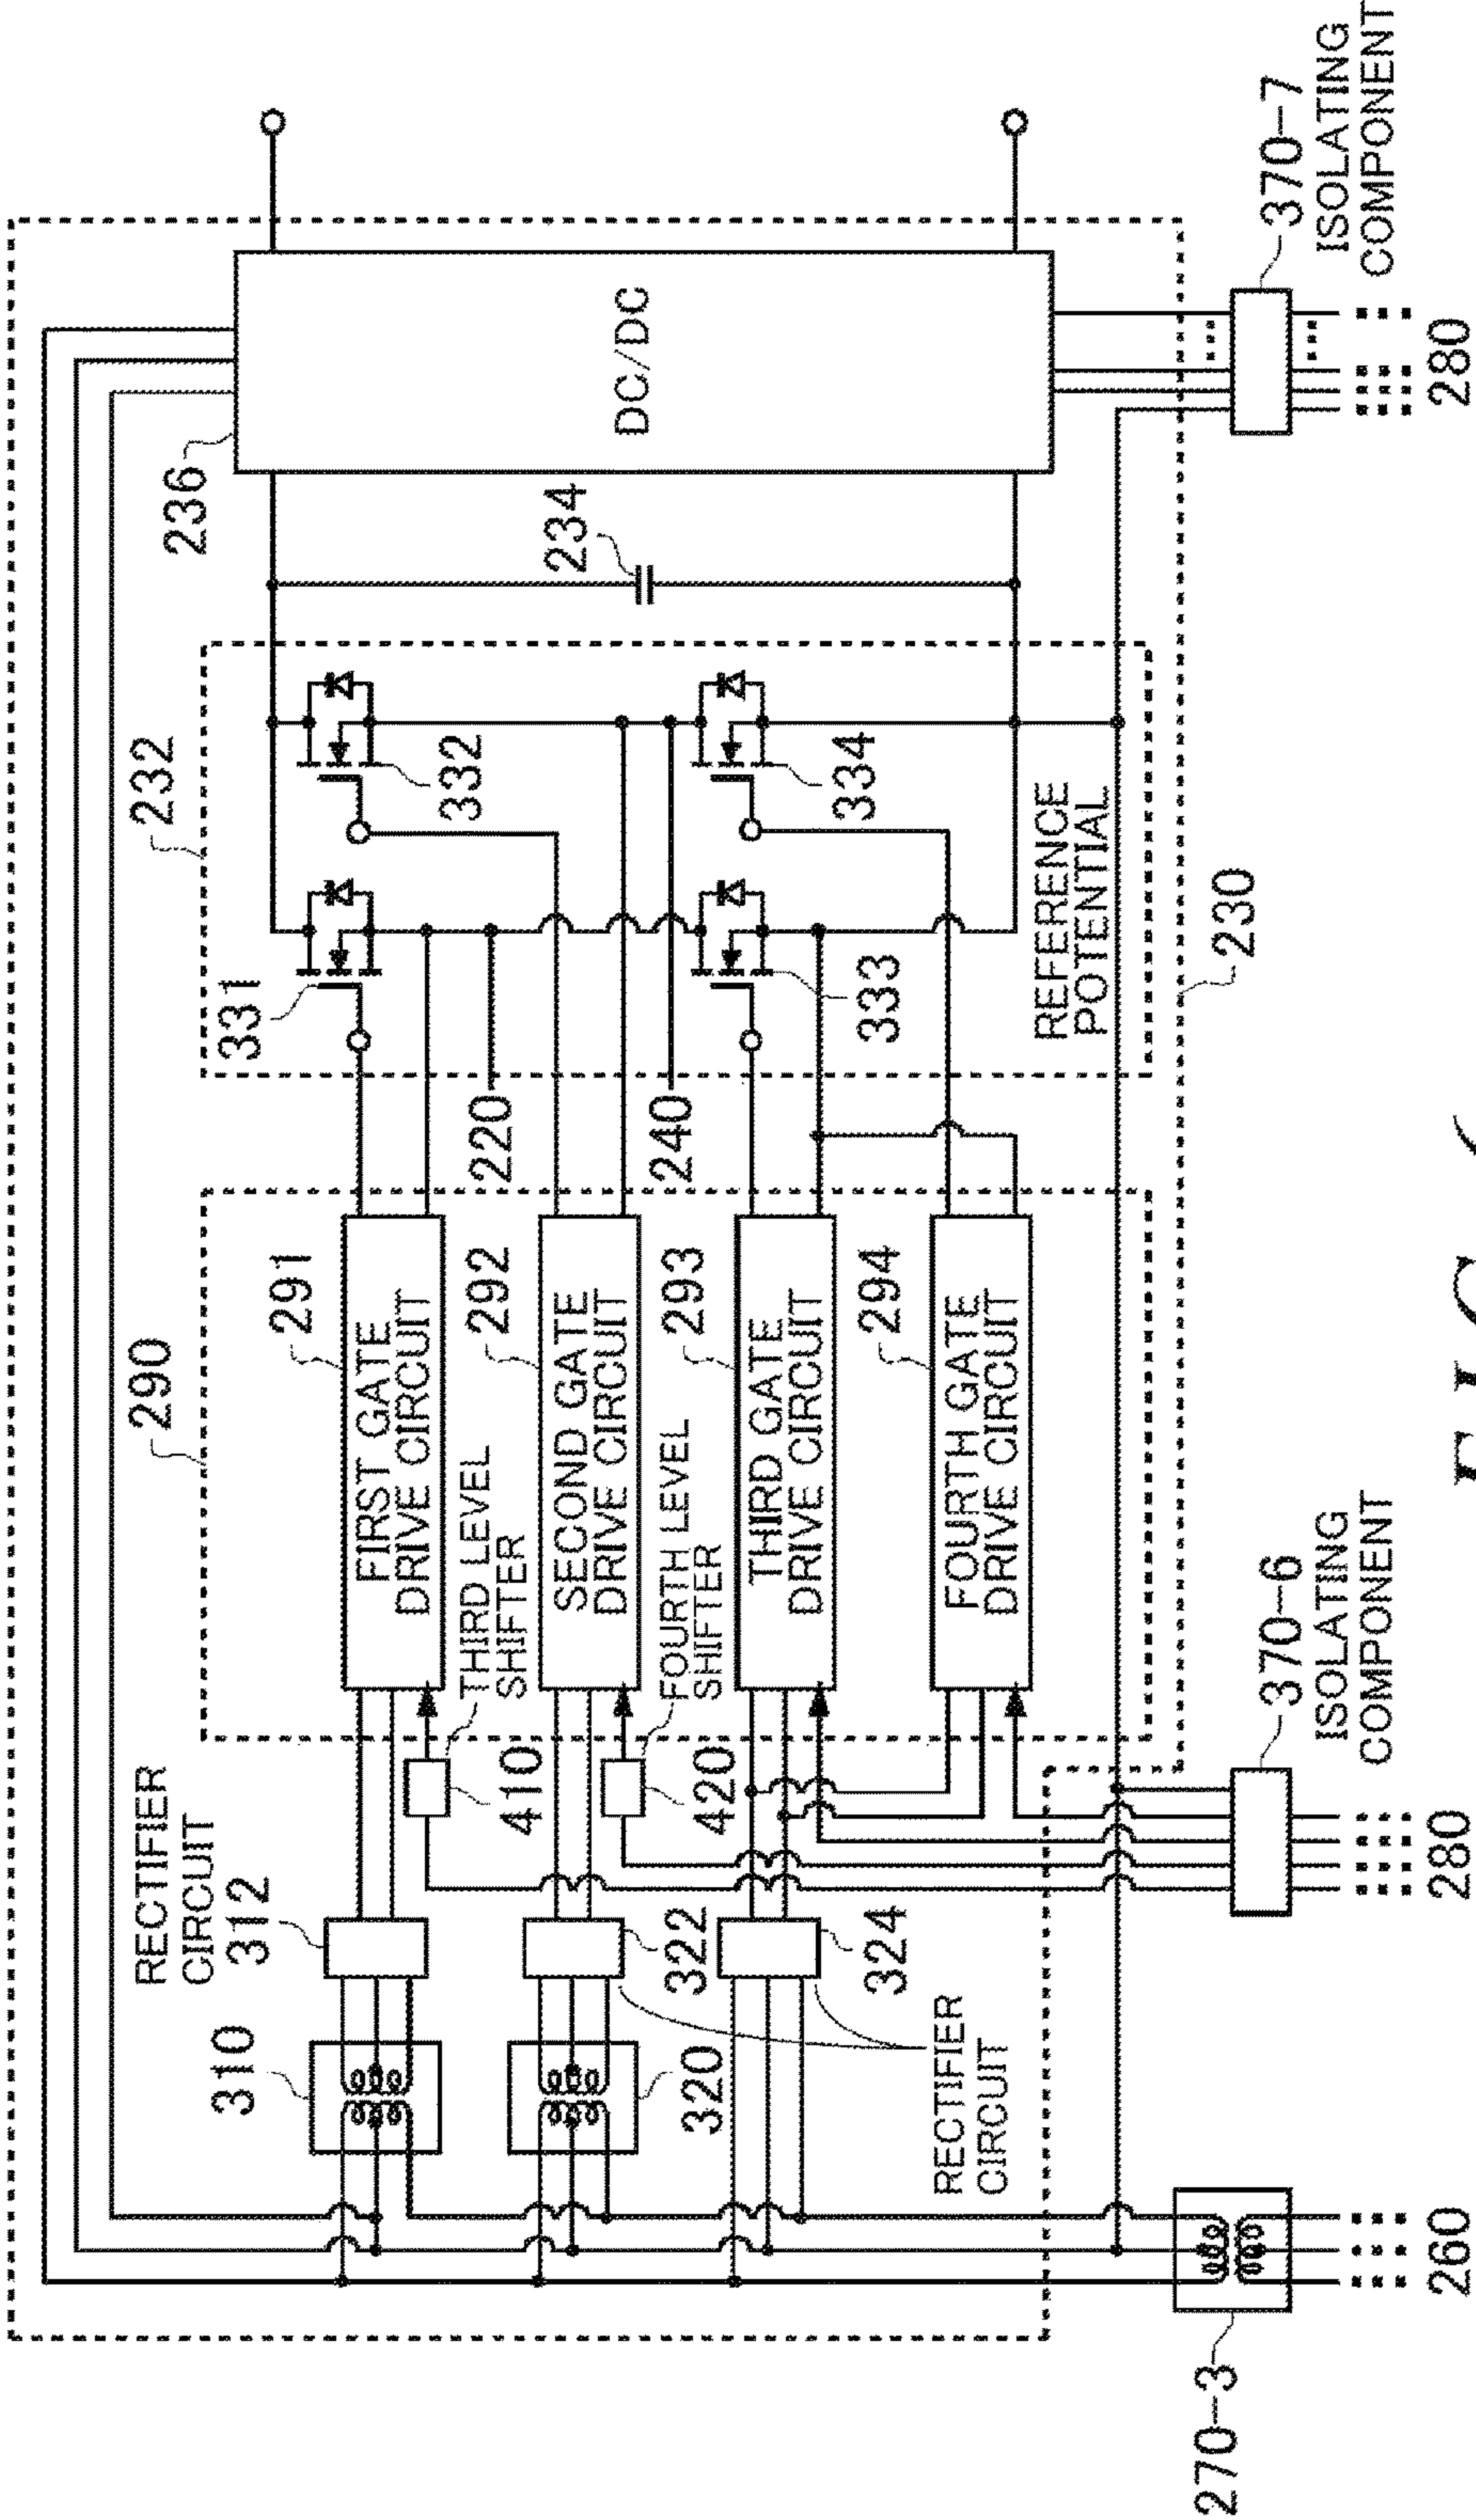 236
DC/DC
234
232
331
332
333
334
220
240
REFERENCE
POTENTIAL
230
290
291
FIRST GATE
DRIVE CIRCUIT
THIRD LEVEL
SHIFTER
410
292
SECOND GATE
DRIVE CIRCUIT
FOURTH LEVEL
SHIFTER
420
293
THIRD GATE
DRIVE CIRCUIT
294
FOURTH GATE
DRIVE CIRCUIT
RECTIFIER
CIRCUIT
312
310
322
320
324
RECTIFIER
CIRCUIT
270-3
260
370-6
ISOLATING
COMPONENT
280
370-7
ISOLATING
COMPONENT
280